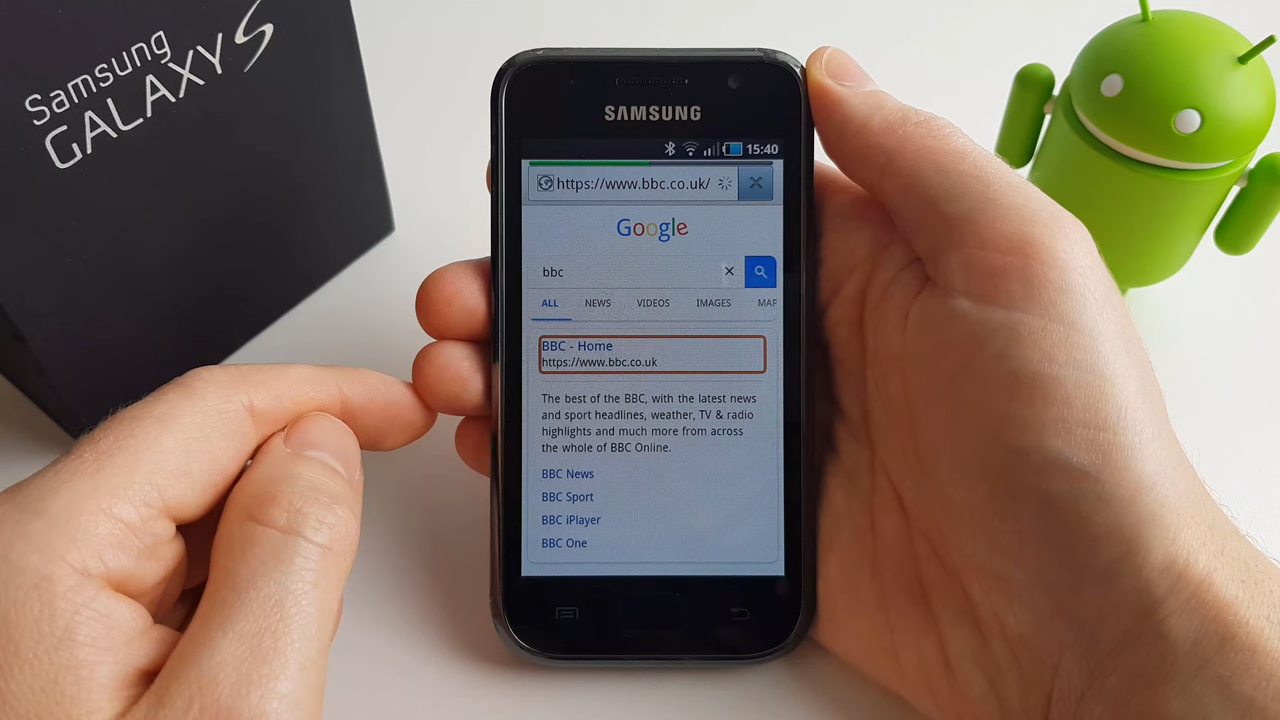 Samsung
GALAXY S
SAMSUNG
15:40
https://www.bbc.co.uk/
Google
bbc
ALL NEWS VIDEOS IMAGES MAP
BBC - Home
https://www.bbc.co.uk
The best of the BBC, with the latest news
and sport headlines, weather, TV & radio
highlights and much more from across
the whole of BBC Online.
BBC News
BBC Sport
BBC iPlayer
BBC One